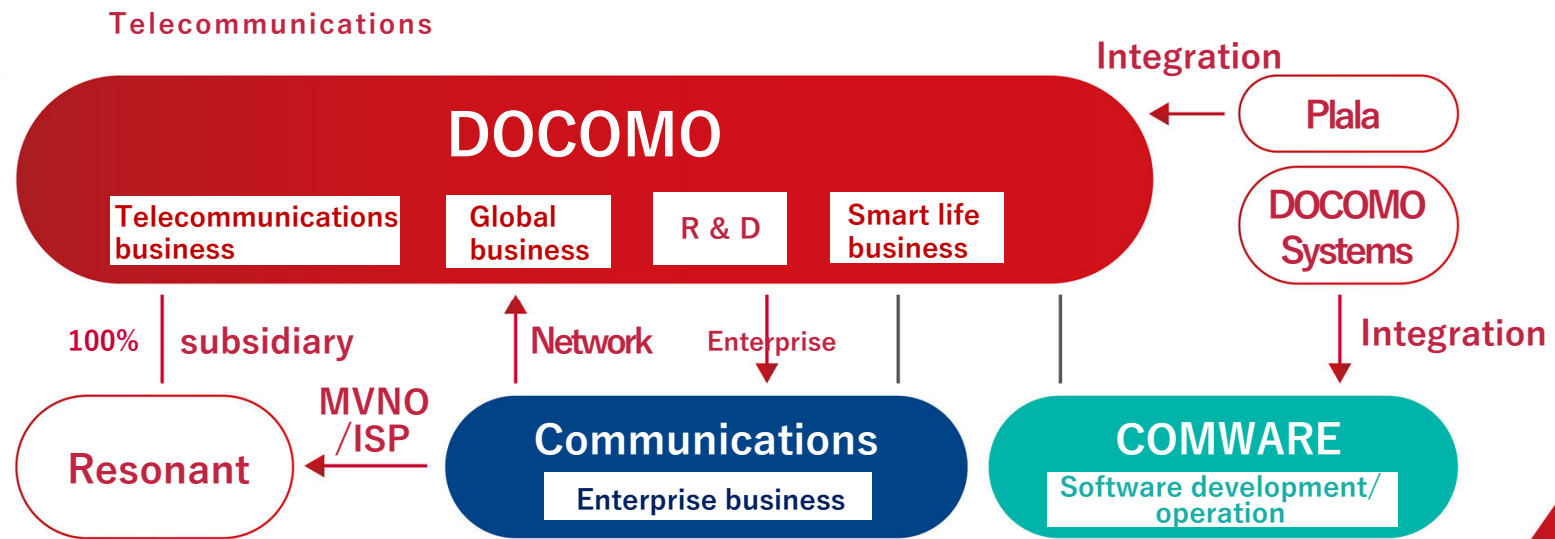 Telecommunications
Integration
DOCOMO
Plala
Telecommunications
business
Global
business
R & D
Smart life
business
DOCOMO
Systems
100%
subsidiary
Network
Enterprise
Integration
MVNO
/ISP
Resonant
Communications
Enterprise business
COMWARE
Software development/
operation